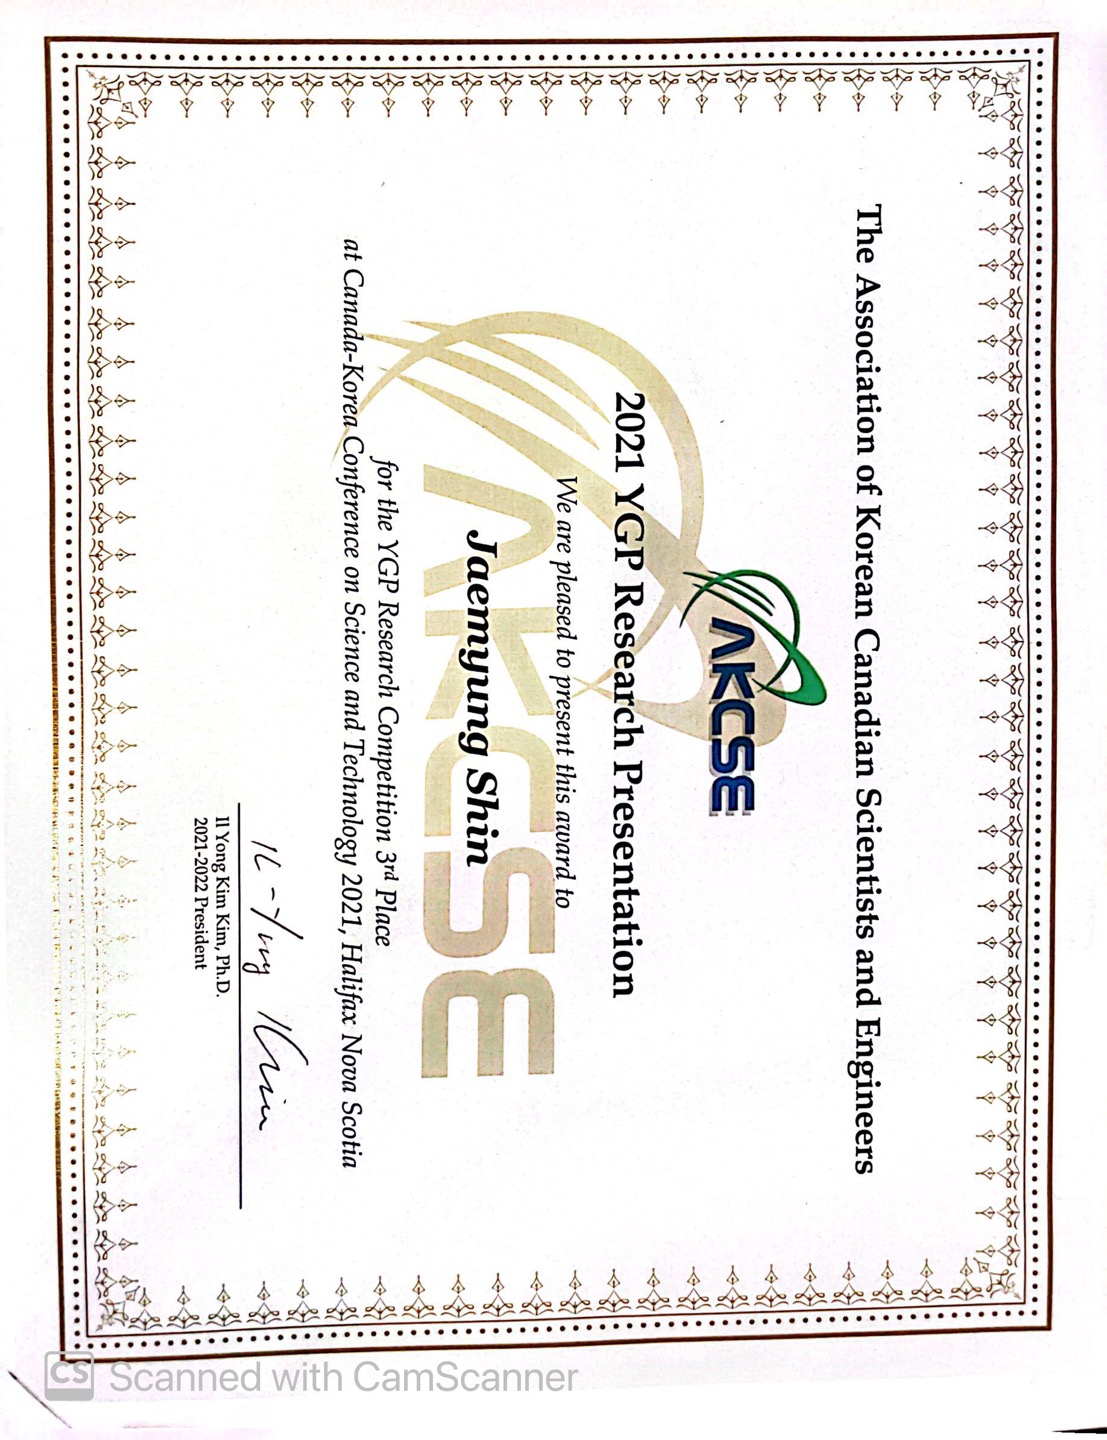 The Association of Korean Canadian Scientists and Engineers
AKCSE
2021 YGP Research Presentation
We are pleased to present this award to
AKCSE
Jaemyung Shin
for the YGP Research Competition 3rd Place
at Canada-Korea Conference on Science and Technology 2021, Halifax Nova Scotia
Il-Yong Kim
Il Yong Kim Kim, Ph.D.
2021-2022 President
CS Scanned with CamScanner